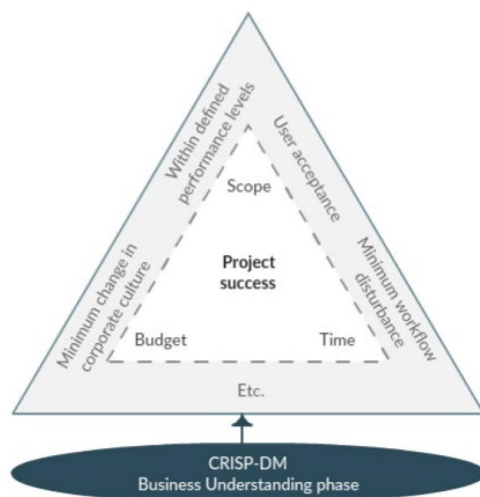 Within defined
performance levels
User acceptance
Scope
Project
success
Minimum change in
corporate culture
Minimum workflow
disturbance
Budget
Time
Etc.
CRISP-DM
Business Understanding phase